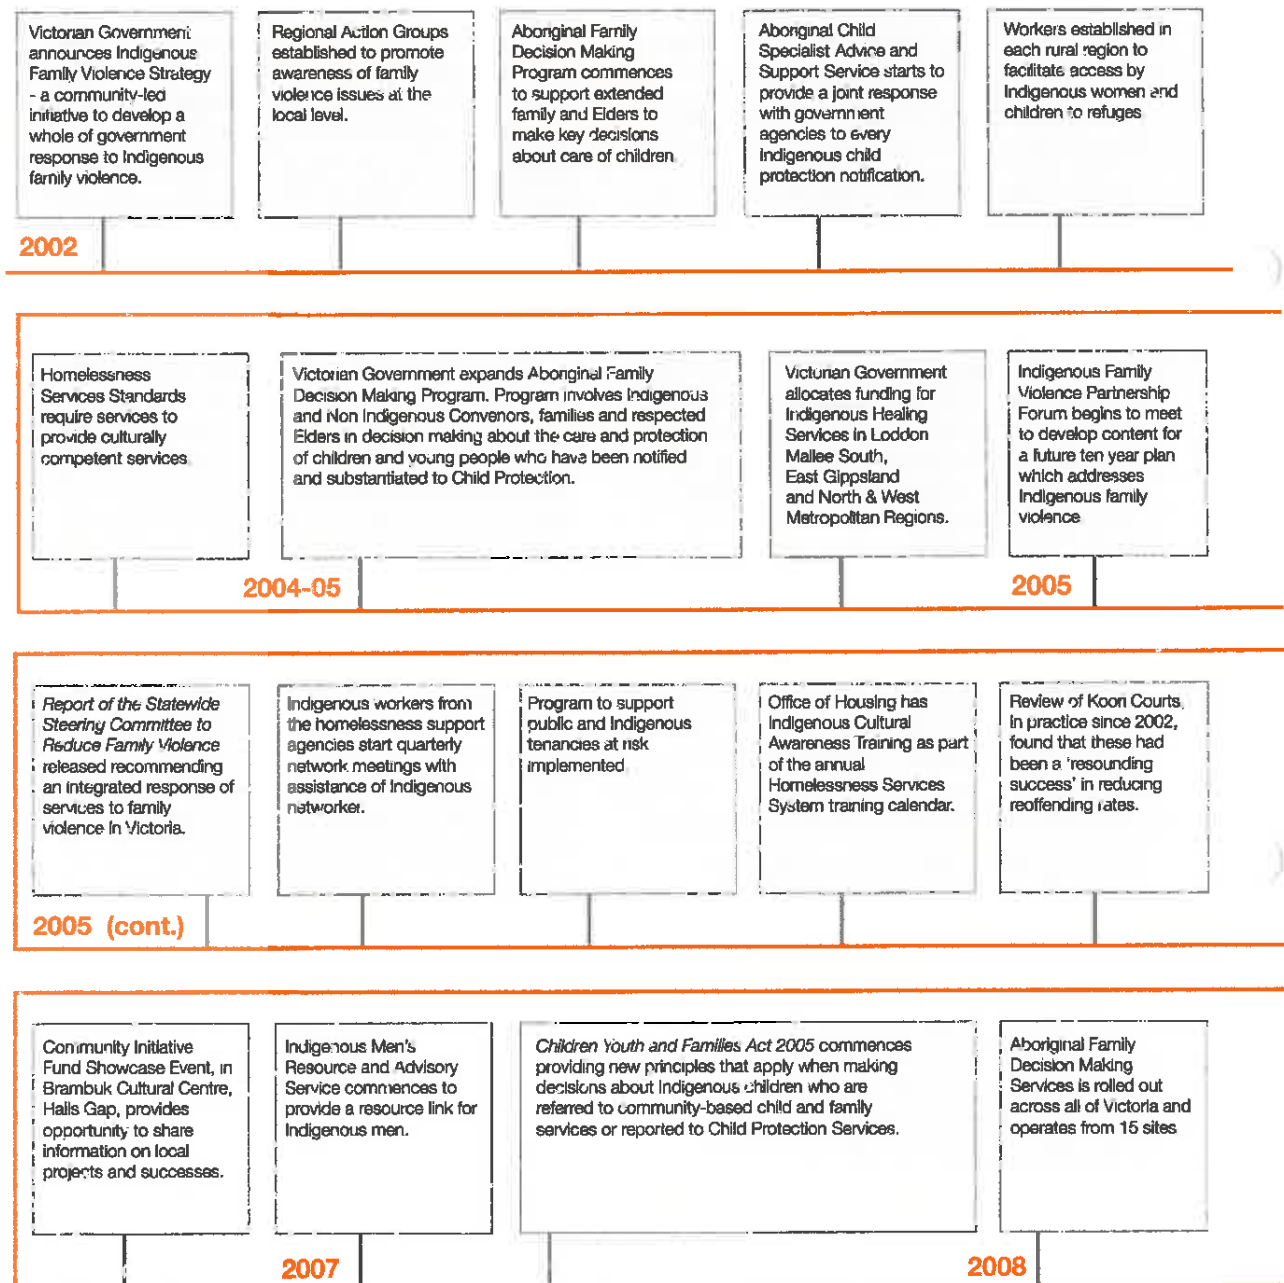 Victorian Government
announces Indigenous
Family Violence Strategy
- a community-led
initiative to develop a
whole of government
response to Indigenous
family violence.
Regional Action Groups
established to promote
awareness of family
violence issues at the
local level.
Aboriginal Family
Decision Making
Program commences
to support extended
family and Elders to
make key decisions
about care of children
Aboriginal Child
Specialist Advice and
Support Service starts to
provide a joint response
with government
agencies to every
Indigenous child
protection notification.
Workers established in
each rural region to
facilitate access by
Indigenous women and
children to refuges
2002
Homelessness
Services Standards
require services to
provide culturally
competent services
Victorian Government expands Aboriginal Family
Decision Making Program. Program involves Indigenous
and Non Indigenous Convenors, families and respected
Elders in decision making about the care and protection
of children and young people who have been notified
and substantiated to Child Protection.
Victorian Government
allocates funding for
Indigenous Healing
Services in Loddon
Mallee South,
East Gippsland
and North & West
Metropolitan Regions.
Indigenous Family
Violence Partnership
Forum begins to meet
to develop content for
a future ten year plan
which addresses
Indigenous family
violence
2004-05
2005
Report of the Statewide
Steering Committee to
Reduce Family Violence
released recommending
an integrated response of
services to family
violence in Victoria.
Indigenous workers from
the homelessness support
agencies start quarterly
network meetings with
assistance of Indigenous
networker.
Program to support
public and Indigenous
tenancies at risk
implemented
Office of Housing has
Indigenous Cultural
Awareness Training as part
of the annual
Homelessness Services
System training calendar.
Review of Koori Courts,
in practice since 2002,
found that these had
been a 'resounding
success' in reducing
reoffending rates.
2005 (cont.)
Community Initiative
Fund Showcase Event, in
Brambuk Cultural Centre,
Halls Gap, provides
opportunity to share
information on local
projects and successes.
Indigenous Men's
Resource and Advisory
Service commences to
provide a resource link for
Indigenous men.
Children Youth and Families Act 2005 commences
providing new principles that apply when making
decisions about Indigenous children who are
referred to community-based child and family
services or reported to Child Protection Services.
Aboriginal Family
Decision Making
Services is rolled out
across all of Victoria and
operates from 15 sites
2007
2008